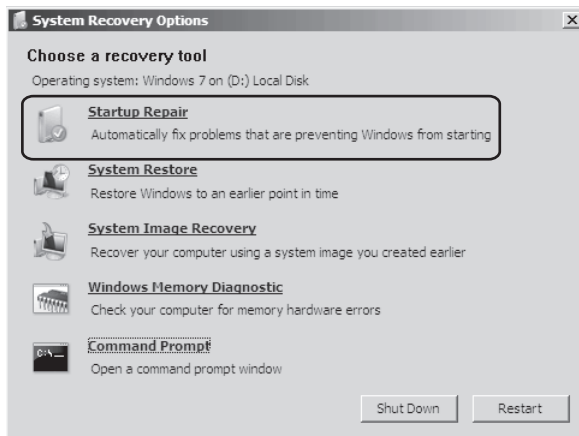 System Recovery Options
Choose a recovery tool
Operating system: Windows 7 on (D:) Local Disk
Startup Repair
Automatically fix problems that are preventing Windows from starting
System Restore
Restore Windows to an earlier point in time
System Image Recovery
Recover your computer using a system image you created earlier
Windows Memory Diagnostic
Check your computer for memory hardware errors
C:\_
Command Prompt
Open a command prompt window
Shut Down
Restart